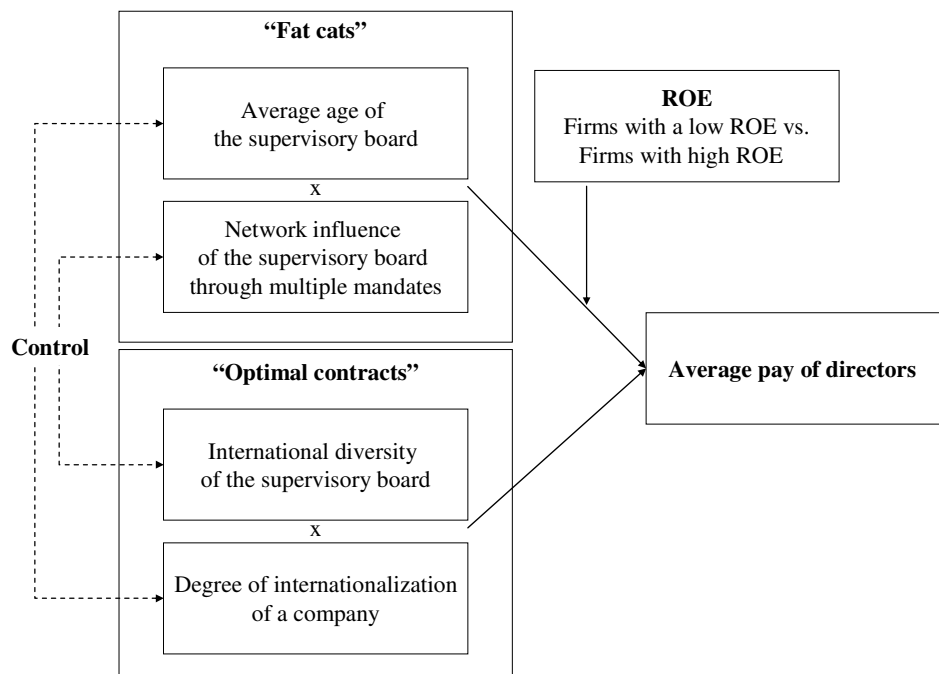 “Fat cats”
Average age of
the supervisory board
x
Network influence
of the supervisory board
through multiple mandates
ROE
Firms with a low ROE vs.
Firms with high ROE
Control
“Optimal contracts”
International diversity
of the supervisory board
x
Degree of internationalization
of a company
Average pay of directors